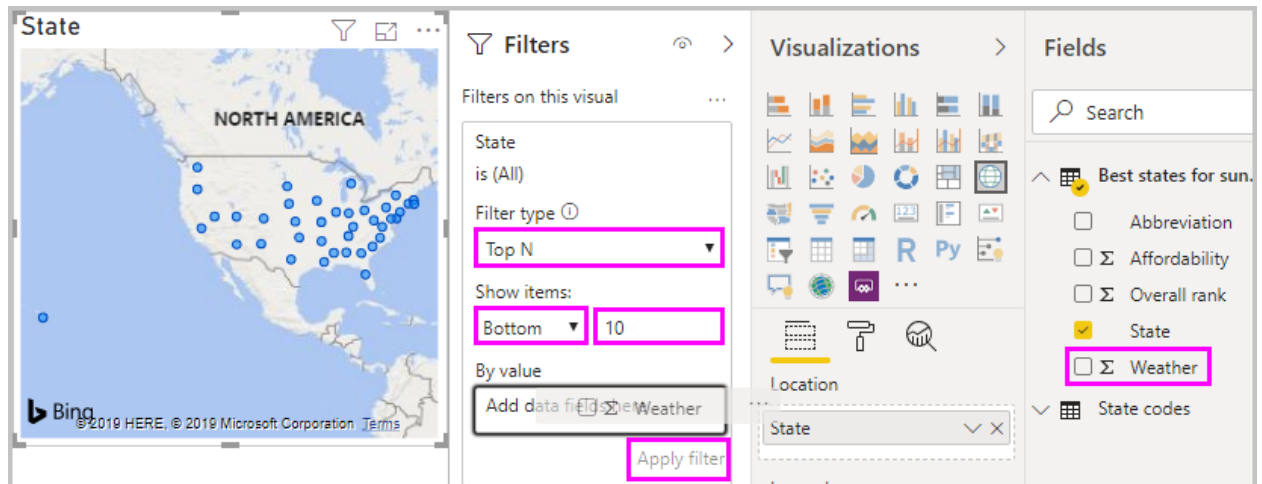 State
NORTH AMERICA
Bing
© 2019 HERE, © 2019 Microsoft Corporation Terms
Filters
Filters on this visual
State
is (All)
Filter type
Top N
Show items:
Bottom
10
By value
Add data fields here
Σ Weather
Apply filter
Visualizations
123
R
Py
Location
State
Fields
Search
Best states for sun.
Abbreviation
Σ Affordability
Σ Overall rank
State
Σ Weather
State codes